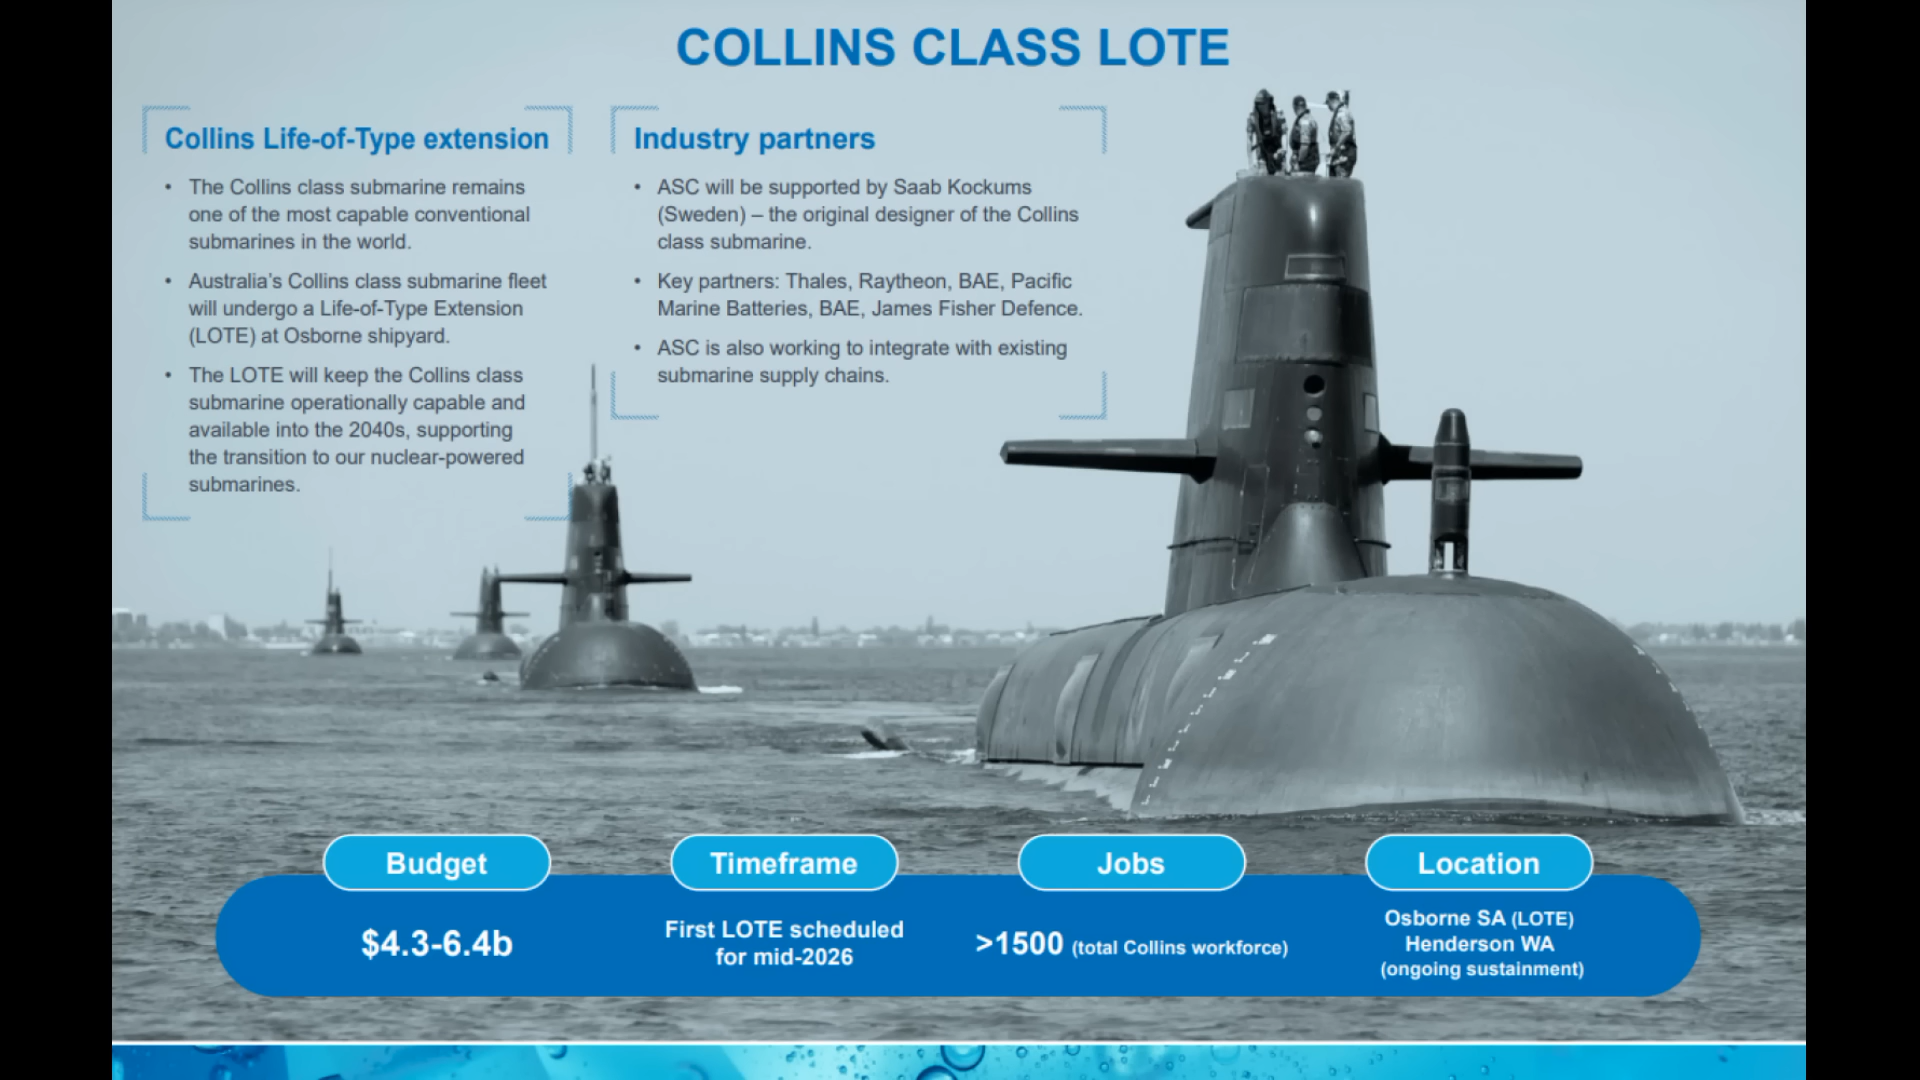 COLLINS CLASS LOTE
Collins Life-of-Type extension
• The Collins class submarine remains
one of the most capable conventional
submarines in the world.
• Australia's Collins class submarine fleet
will undergo a Life-of-Type Extension
(LOTE) at Osborne shipyard.
• The LOTE will keep the Collins class
submarine operationally capable and
available into the 2040s, supporting
the transition to our nuclear-powered
submarines.
Industry partners
• ASC will be supported by Saab Kockums
(Sweden) – the original designer of the Collins
class submarine.
• Key partners: Thales, Raytheon, BAE, Pacific
Marine Batteries, BAE, James Fisher Defence.
• ASC is also working to integrate with existing
submarine supply chains.
Budget
$4.3-6.4b
Timeframe
First LOTE scheduled
for mid-2026
Jobs
>1500 (total Collins workforce)
Location
Osborne SA (LOTE)
Henderson WA
(ongoing sustainment)